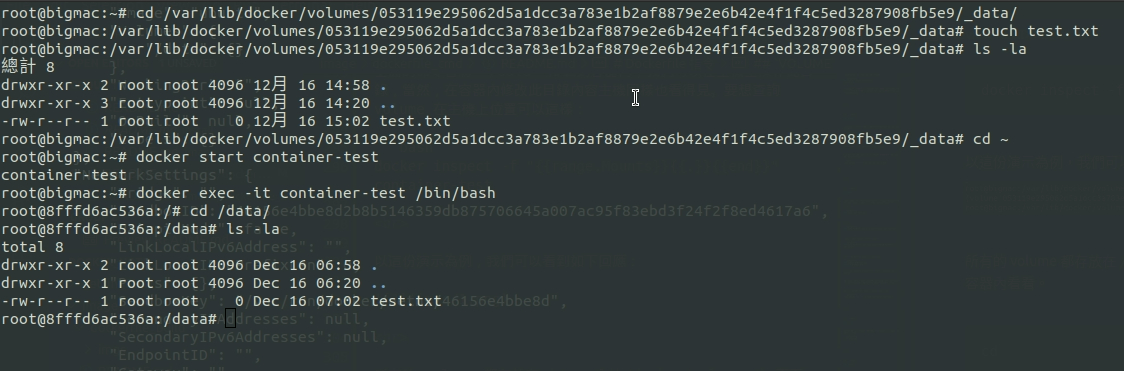 root@bigmac:~# cd /var/lib/docker/volumes/053119e295062d5a1dcc3a783e1b2af8879e2e6b42e4f1f4c5ed3287908fb5e9/_data/
root@bigmac:/var/lib/docker/volumes/053119e295062d5a1dcc3a783e1b2af8879e2e6b42e4f1f4c5ed3287908fb5e9/_data# touch test.txt
root@bigmac:/var/lib/docker/volumes/053119e295062d5a1dcc3a783e1b2af8879e2e6b42e4f1f4c5ed3287908fb5e9/_data# ls -la
總計 8
drwxr-xr-x 2 root root 4096 12月 16 14:58 .
drwxr-xr-x 3 root root 4096 12月 16 14:20 ..
-rw-r--r-- 1 root root    0 12月 16 15:02 test.txt
root@bigmac:/var/lib/docker/volumes/053119e295062d5a1dcc3a783e1b2af8879e2e6b42e4f1f4c5ed3287908fb5e9/_data# cd ~
root@bigmac:~# docker start container-test
container-test
root@bigmac:~# docker exec -it container-test /bin/bash
root@8fffd6ac536a:/# cd /data/
root@8fffd6ac536a:/data# ls -la
total 8
"LinkLocalIPv6Address": "",
drwxr-xr-x 2 root root 4096 Dec 16 06:58 .
drwxr-xr-x 1 root root 4096 Dec 16 06:20 ..
-rw-r--r-- 1 root root    0 Dec 16 07:02 test.txt
root@8fffd6ac536a:/data#
"SecondaryIPv6Addresses": null,
"EndpointID": "",